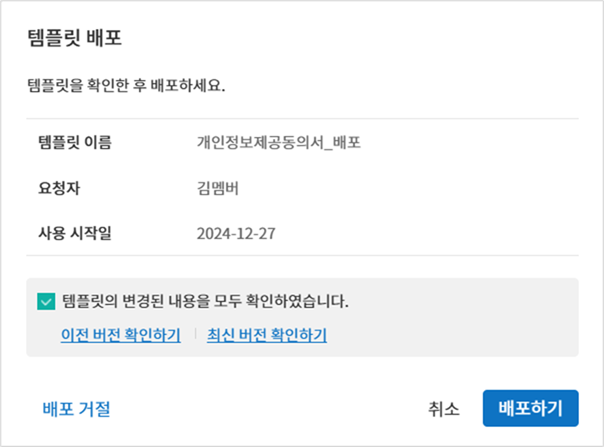 템플릿 배포
템플릿을 확인한 후 배포하세요.
템플릿 이름 개인정보제공동의서_배포
요청자 김멤버
사용 시작일 2024-12-27
템플릿의 변경된 내용을 모두 확인하였습니다.
이전 버전 확인하기 최신 버전 확인하기
배포 거절 취소 배포하기